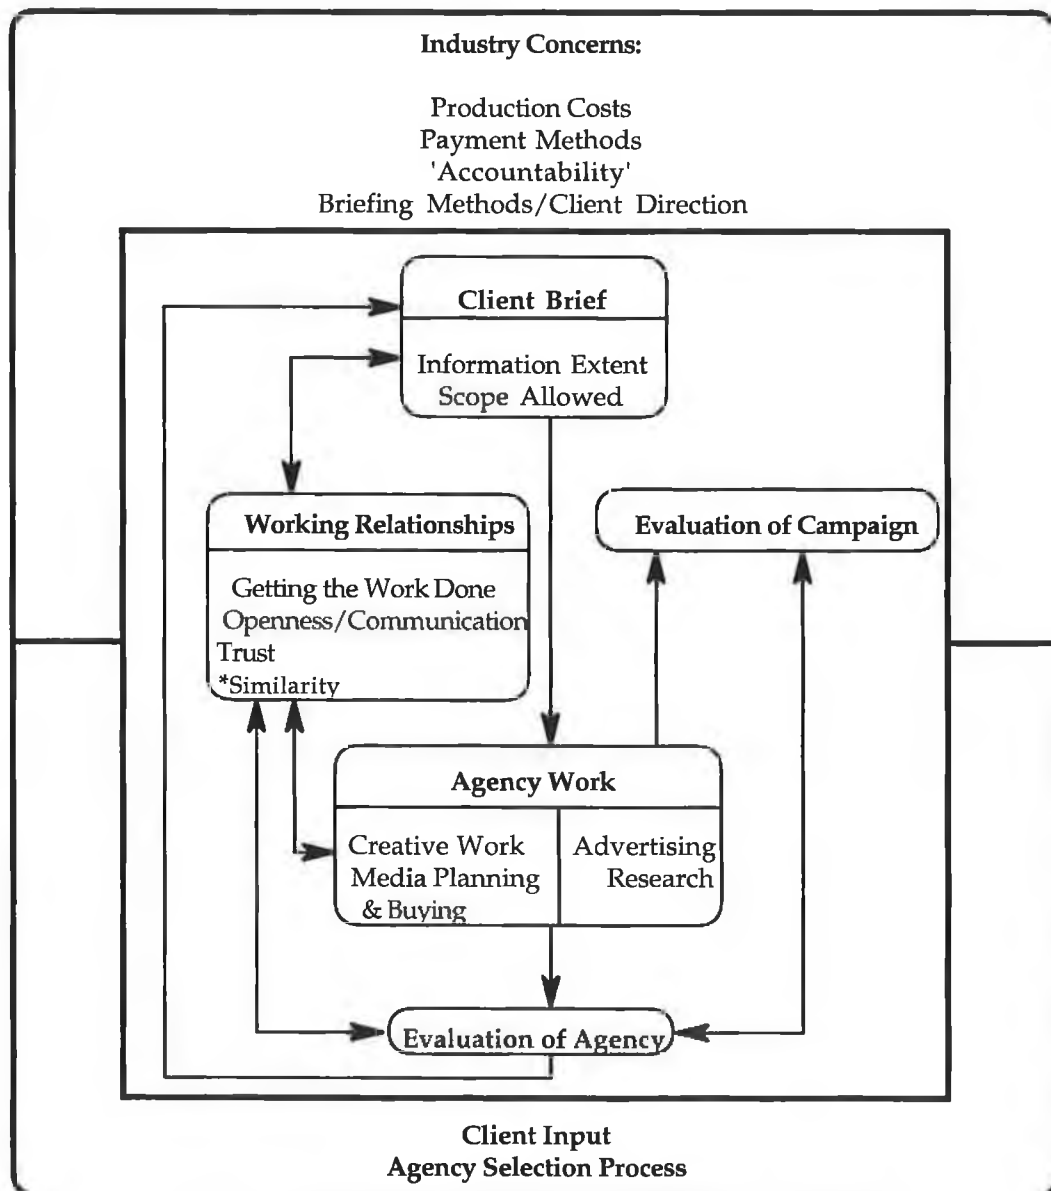 Industry Concerns:
Production Costs
Payment Methods
'Accountability'
Briefing Methods/Client Direction
Client Brief
Information Extent
Scope Allowed
Working Relationships
Getting the Work Done
Openness/Communication
Trust
*Similarity
Evaluation of Campaign
Agency Work
Creative Work
Media Planning
& Buying
Advertising
Research
Evaluation of Agency
Client Input
Agency Selection Process